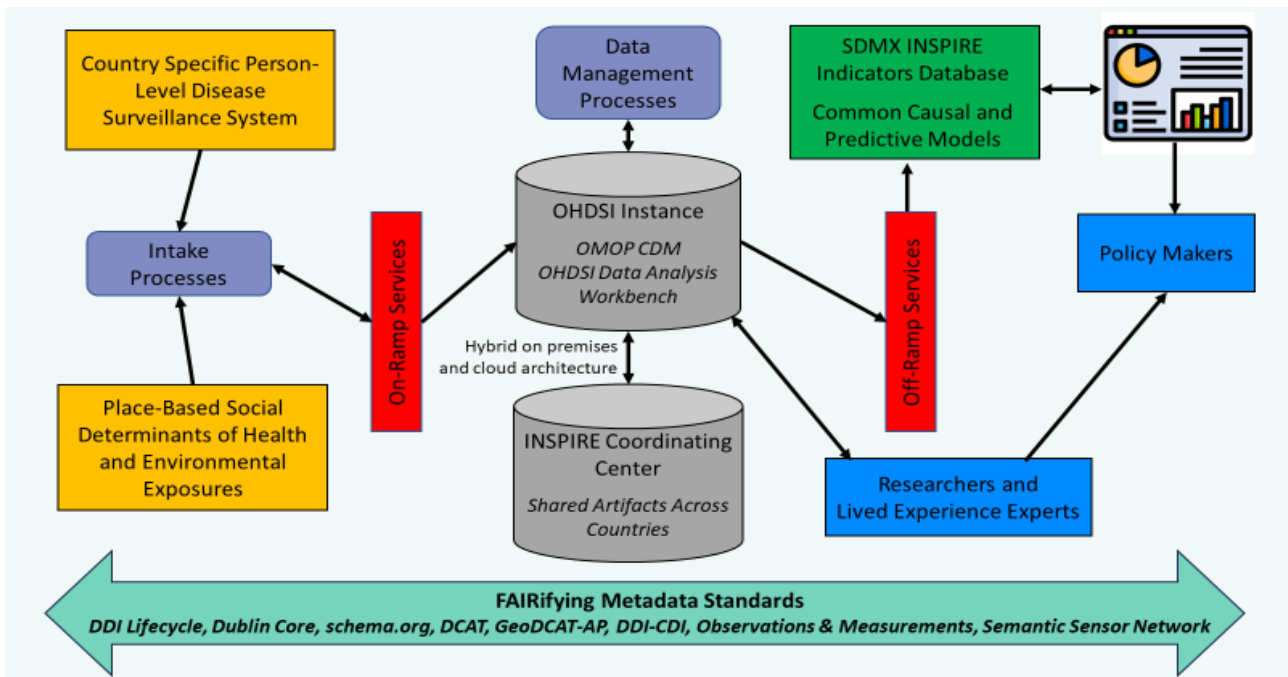 Country Specific Person-
Level Disease
Surveillance System
Intake
Processes
Place-Based Social
Determinants of Health
and Environmental
Exposures
On-Ramp Services
Data
Management
Processes
OHDSI Instance
OMOP CDM
OHDSI Data Analysis
Workbench
Hybrid on premises
and cloud architecture
INSPIRE Coordinating
Center
Shared Artifacts Across
Countries
Off-Ramp Services
SDMX INSPIRE
Indicators Database
Common Causal and
Predictive Models
Policy Makers
Researchers and
Lived Experience Experts
FAIRifying Metadata Standards
DDI Lifecycle, Dublin Core, schema.org, DCAT, GeoDCAT-AP, DDI-CDI, Observations & Measurements, Semantic Sensor Network